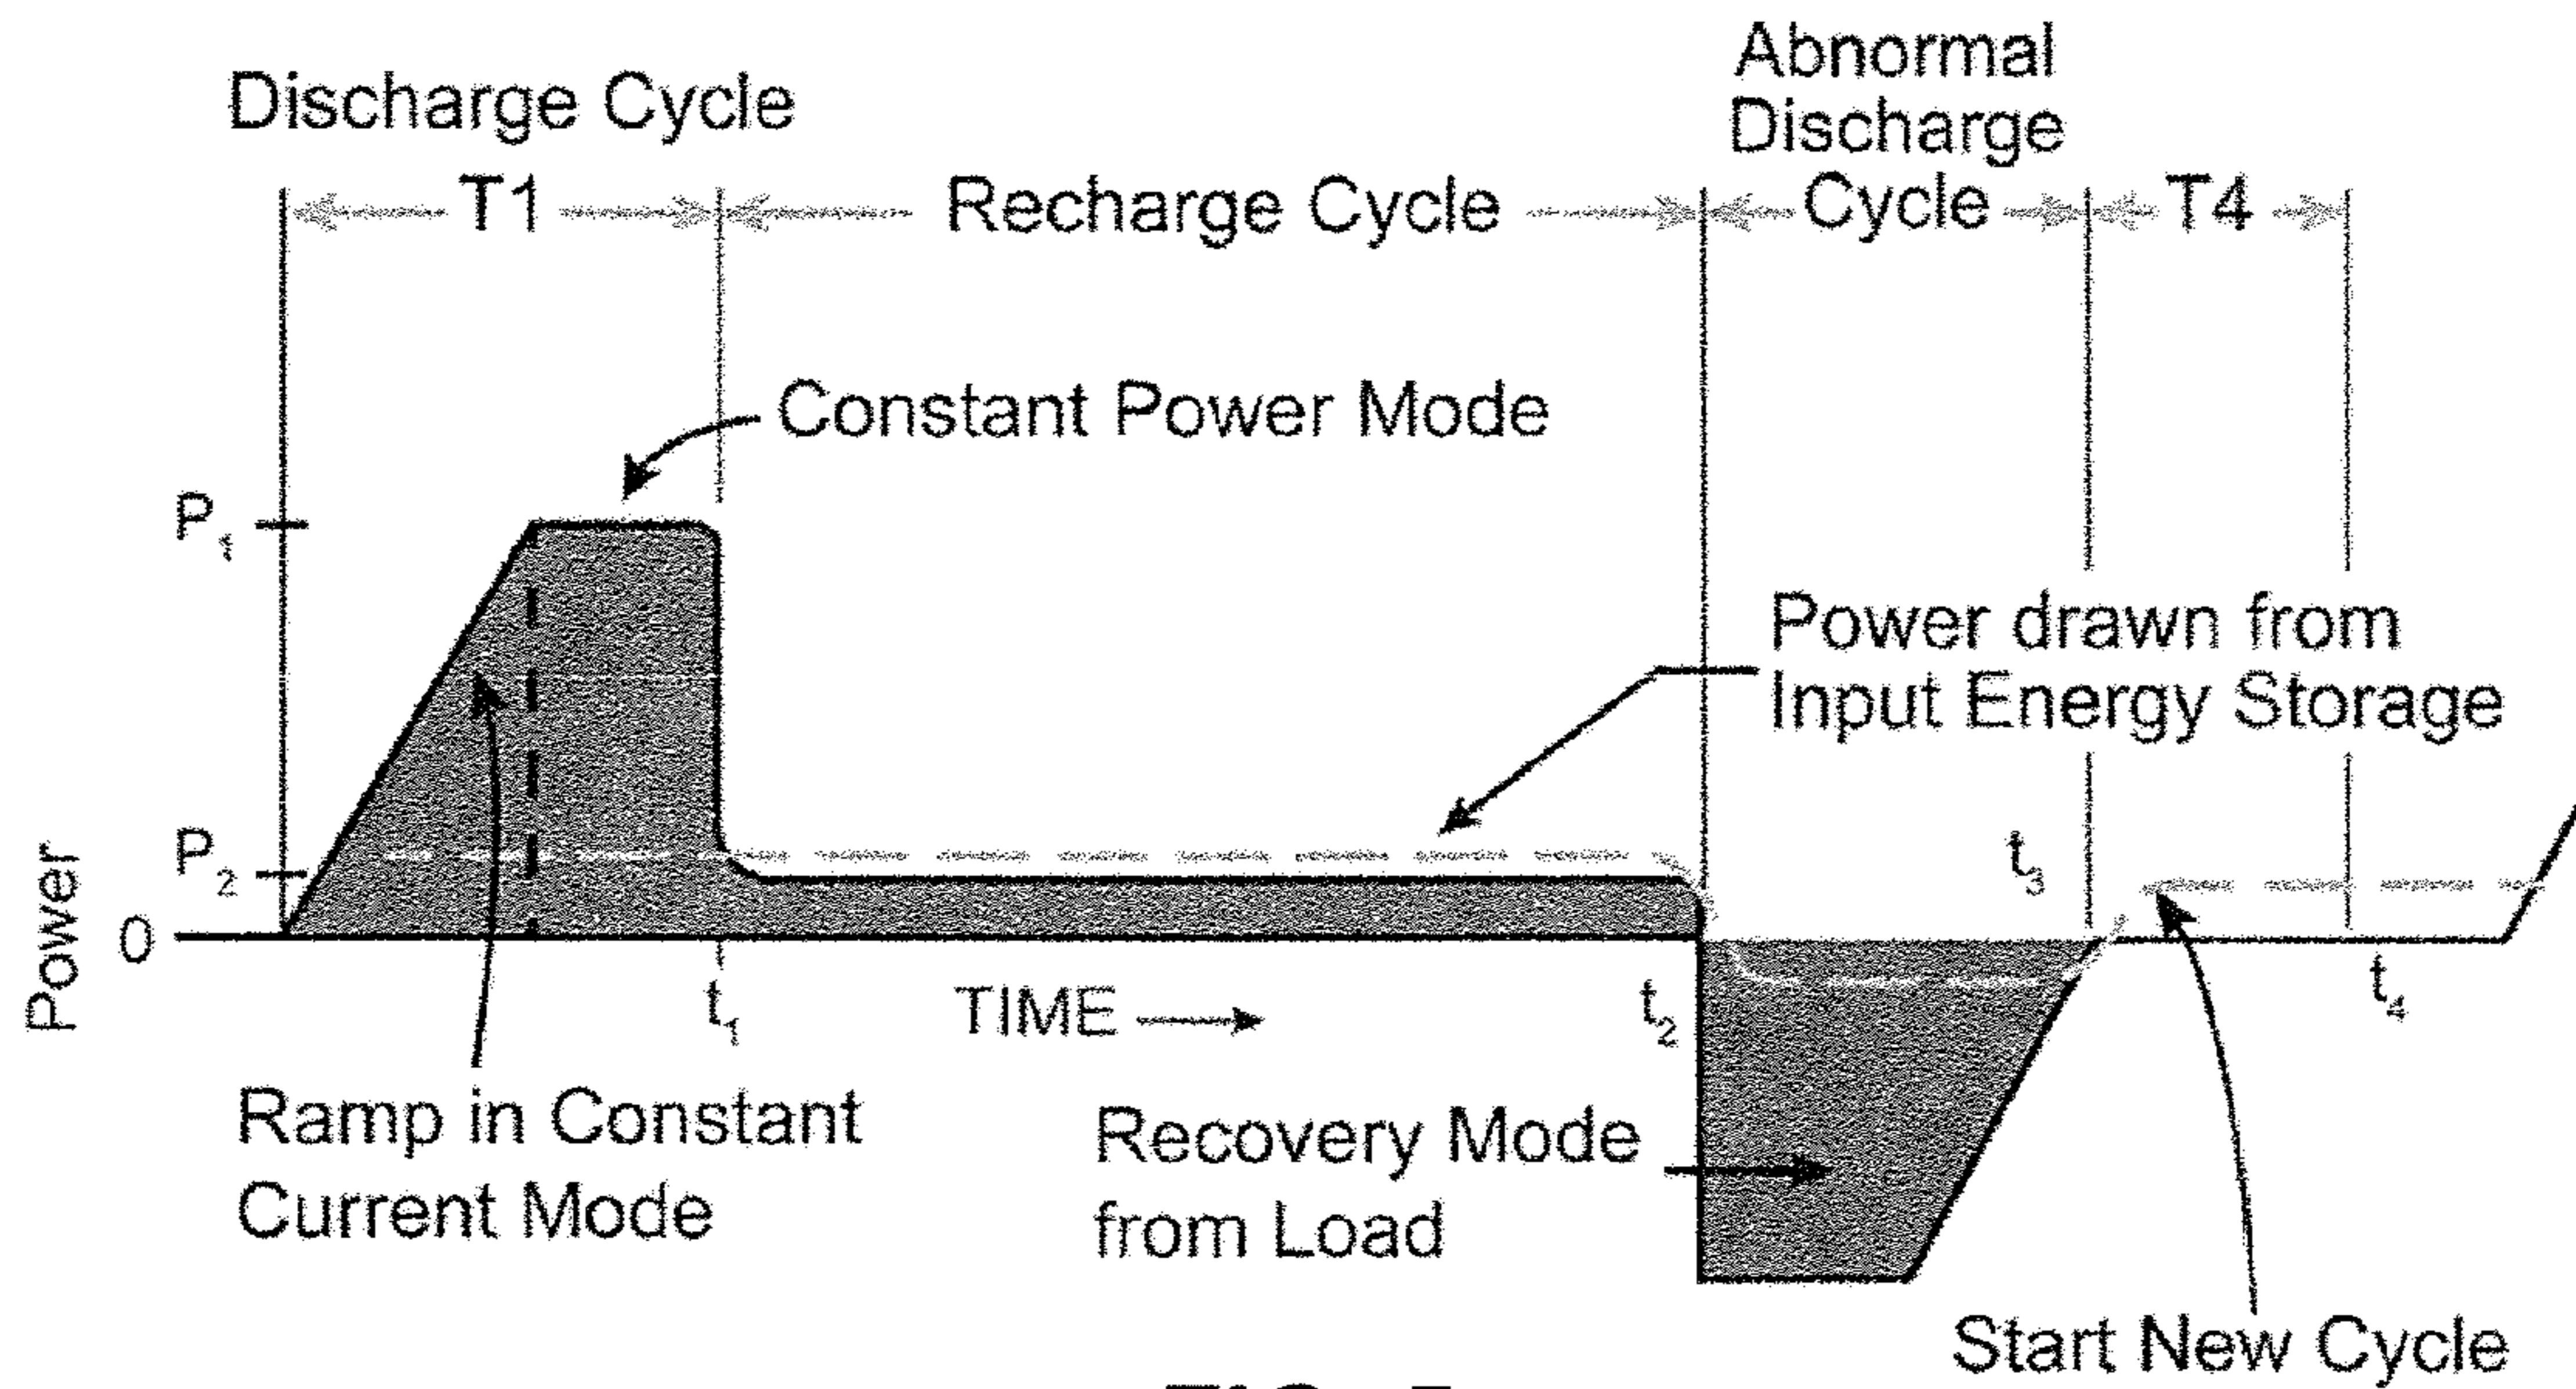 Abnormal
Discharge
Cycle
Discharge Cycle
T1
Recharge Cycle
T4
Constant Power Mode
P1
Power drawn from
Input Energy Storage
P2
t3
Power
0
t1
TIME
t2
t4
Ramp in Constant
Current Mode
Recovery Mode
from Load
Start New Cycle